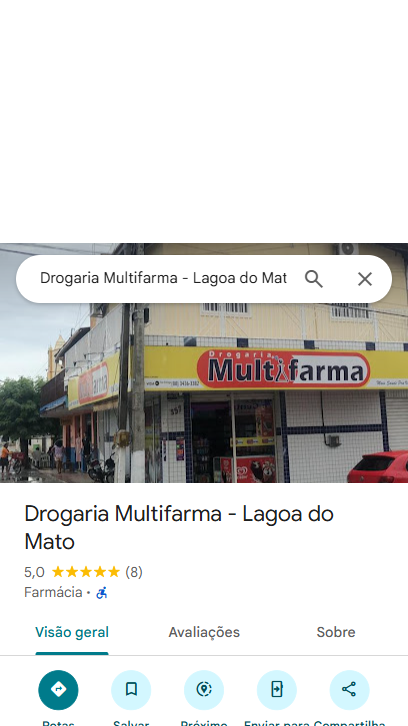 Drogaria Multifarma - Lagoa do Mat
Drogaria
Multifarma
Drogaria Multifarma - Lagoa do
Mato
5,0 (8)
Farmácia
Visão geral Avaliações Sobre
Rotas Salvar Próximo Enviar para Compartilha